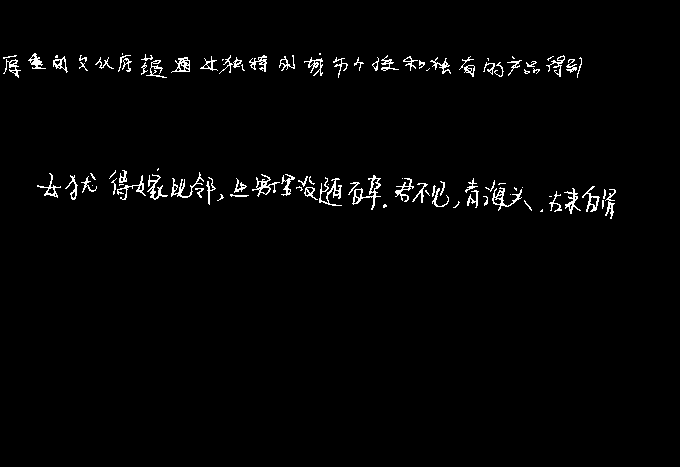 厚重的文化底蕴通过独特的城市个性和独有的产品得到
女犹得嫁比邻,生男埋没随百草.君不见,青海头,古来白骨